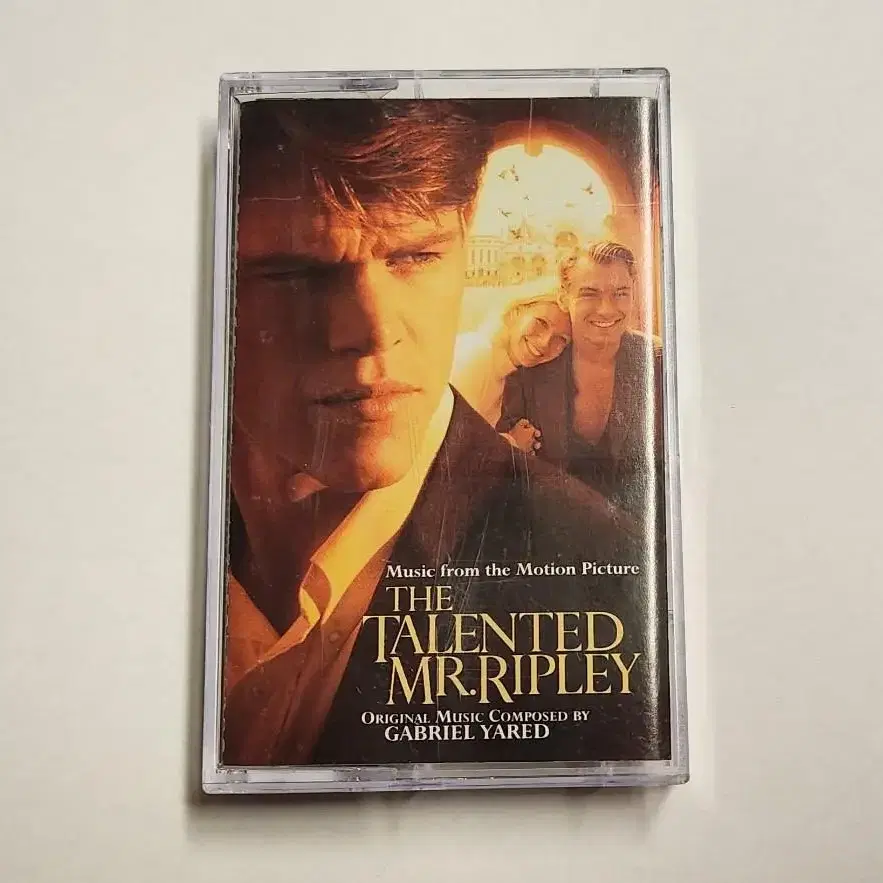 Music from the Motion Picture
THE
TALENTED
MR. RIPLEY
ORIGINAL MUSIC COMPOSED BY
GABRIEL YARED